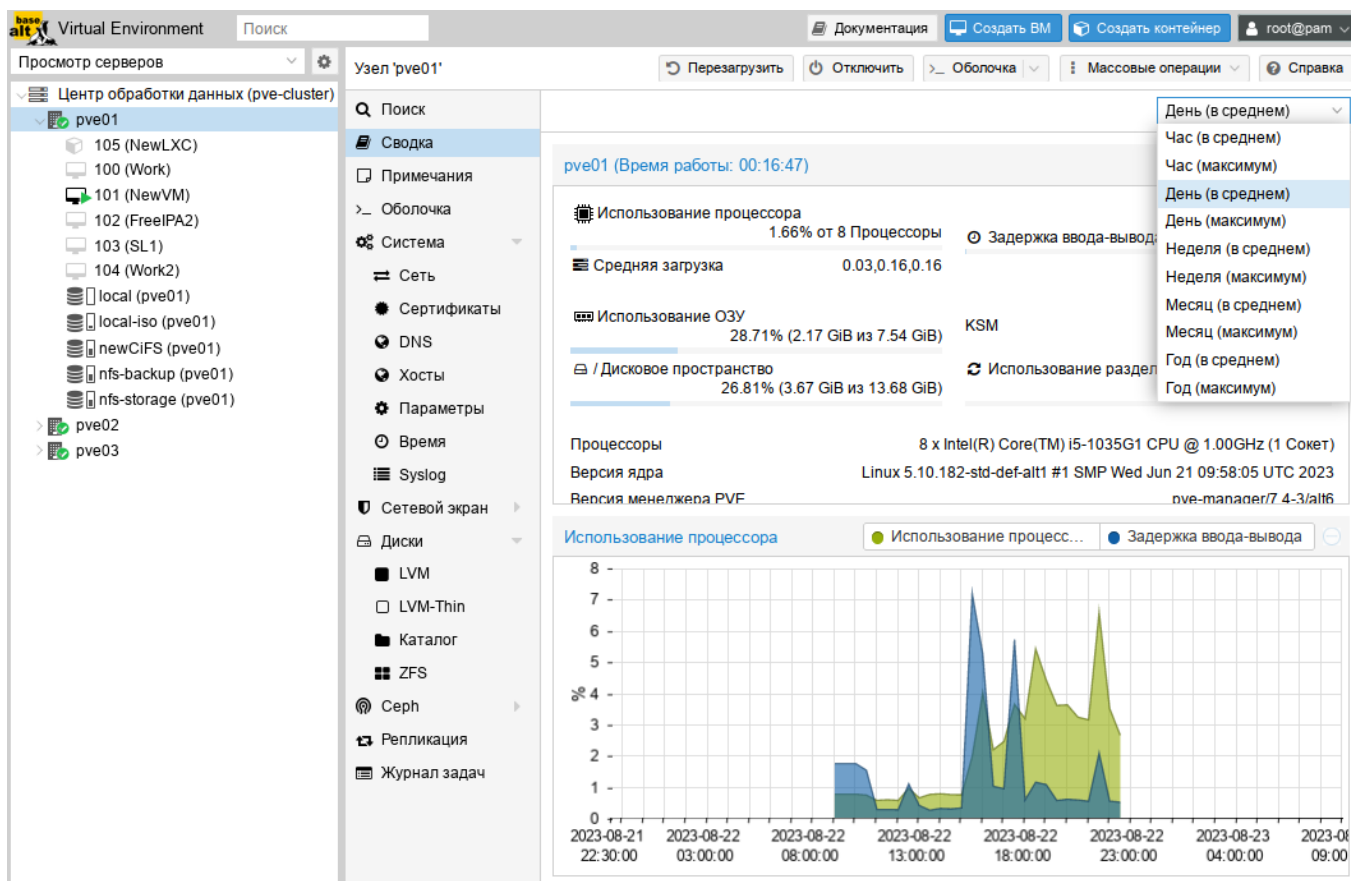 base alt Virtual Environment Поиск Документация Создать ВМ Создать контейнер root@pam
Просмотр серверов
Центр обработки данных (pve-cluster)
pve01
105 (NewLXC)
100 (Work)
101 (NewVM)
102 (FreeIPA2)
103 (SL1)
104 (Work2)
local (pve01)
local-iso (pve01)
newCiFS (pve01)
nfs-backup (pve01)
nfs-storage (pve01)
pve02
pve03
Узел 'pve01' Перезагрузить Отключить >_ Оболочка Массовые операции Справка
Поиск
Сводка
Примечания
>_ Оболочка
Система
Сеть
Сертификаты
DNS
Хосты
Параметры
Время
Syslog
Сетевой экран
Диски
LVM
LVM-Thin
Каталог
ZFS
Ceph
Репликация
Журнал задач
День (в среднем)
Час (в среднем)
Час (максимум)
День (в среднем)
День (максимум)
Неделя (в среднем)
Неделя (максимум)
Месяц (в среднем)
Месяц (максимум)
Год (в среднем)
Год (максимум)
pve01 (Время работы: 00:16:47)
Использование процессора
1.66% от 8 Процессоры
Задержка ввода-вывод
Средняя загрузка 0.03,0.16,0.16
Использование ОЗУ
28.71% (2.17 GiB из 7.54 GiB)
KSM
/ Дисковое пространство
26.81% (3.67 GiB из 13.68 GiB)
Использование раздел
Процессоры 8 x Intel(R) Core(TM) i5-1035G1 CPU @ 1.00GHz (1 Сокет)
Версия ядра Linux 5.10.182-std-def-alt1 #1 SMP Wed Jun 21 09:58:05 UTC 2023
Версия менеджера PVE pve-manager/7.4-3/alt6
Использование процессора Использование процесс... Задержка ввода-вывода
8
7
6
5
4
3
2
1
0
%
2023-08-21 2023-08-22 2023-08-22 2023-08-22 2023-08-22 2023-08-22 2023-08-23 2023-08
22:30:00 03:00:00 08:00:00 13:00:00 18:00:00 23:00:00 04:00:00 09:00